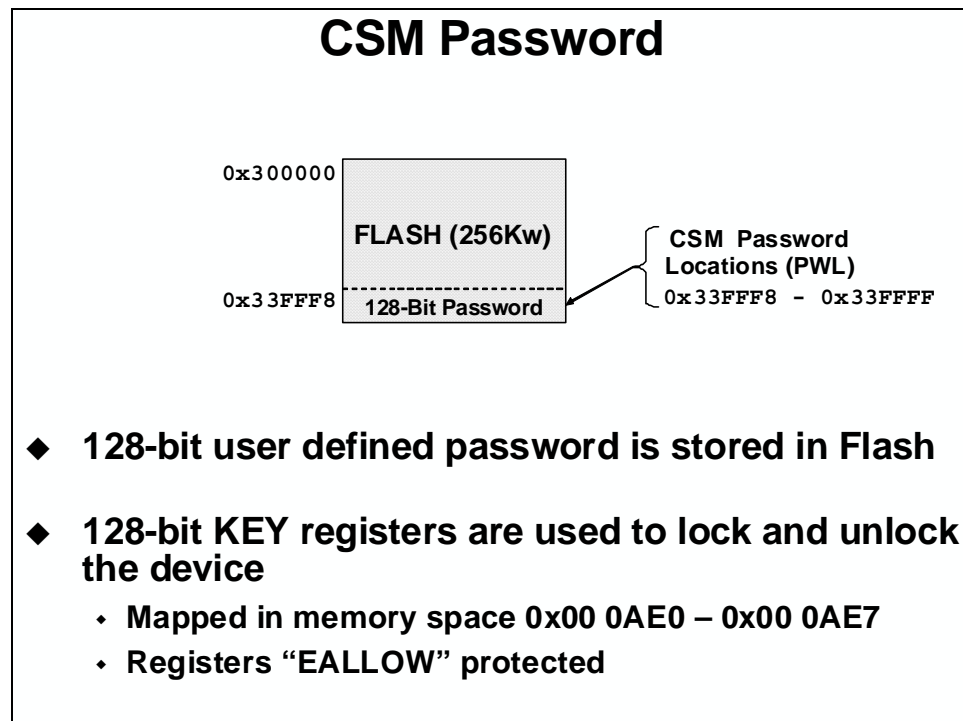 CSM Password
0x300000
FLASH (256Kw)
CSM Password
Locations (PWL)
0x33FFF8
128-Bit Password
0x33FFF8 - 0x33FFFF
◆ 128-bit user defined password is stored in Flash
◆ 128-bit KEY registers are used to lock and unlock
the device
◆ Mapped in memory space 0x00 0AE0 – 0x00 0AE7
◆ Registers “EALLOW” protected